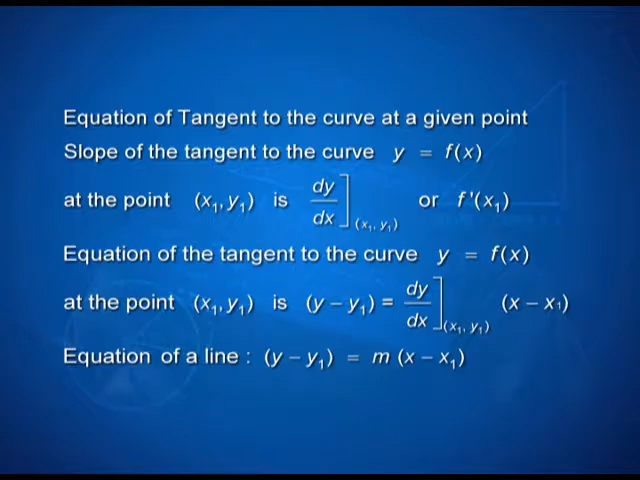 Equation of Tangent to the curve at a given point
Slope of the tangent to the curve y = f(x)
at the point (x₁, y₁) is dy/dx](x₁, y₁) or f'(x₁)
Equation of the tangent to the curve y = f(x)
at the point (x₁, y₁) is (y – y₁) = dy/dx](x₁, y₁) (x – x₁)
Equation of a line : (y – y₁) = m (x – x₁)